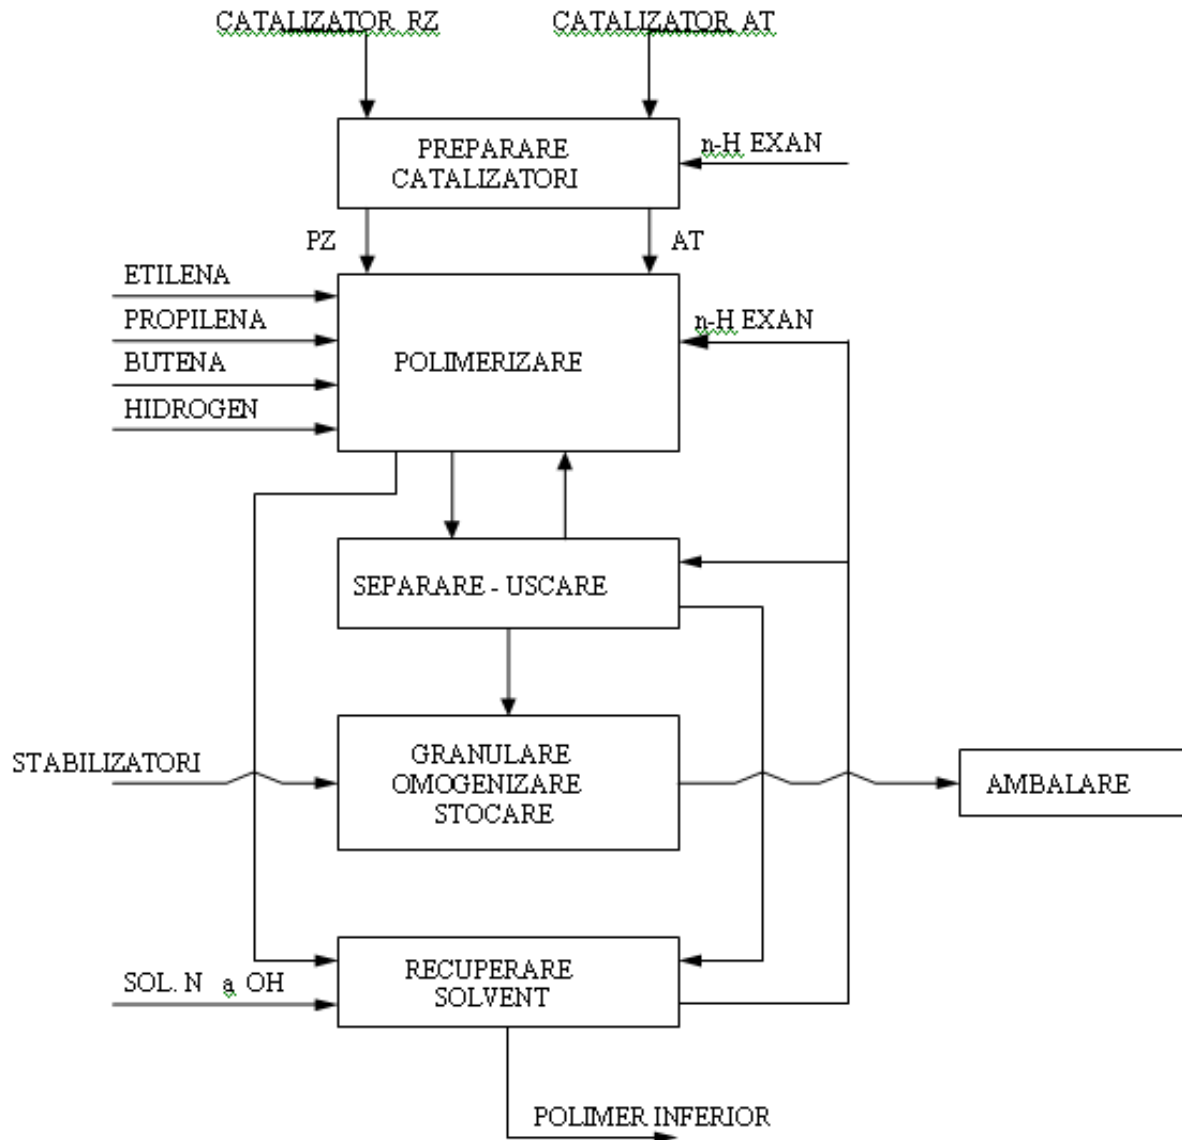 CATALIZATOR RZ
CATALIZATOR AT
PREPARARE
CATALIZATORI
n-H EXAN
PZ
AT
ETILENA
PROPILENA
BUTENA
HIDROGEN
n-H EXAN
POLIMERIZARE
SEPARARE - USCARE
STABILIZATORI
GRANULARE
OMOGENIZARE
STOCARE
AMBALARE
SOL. N a OH
RECUPERARE
SOLVENT
POLIMER INFERIOR